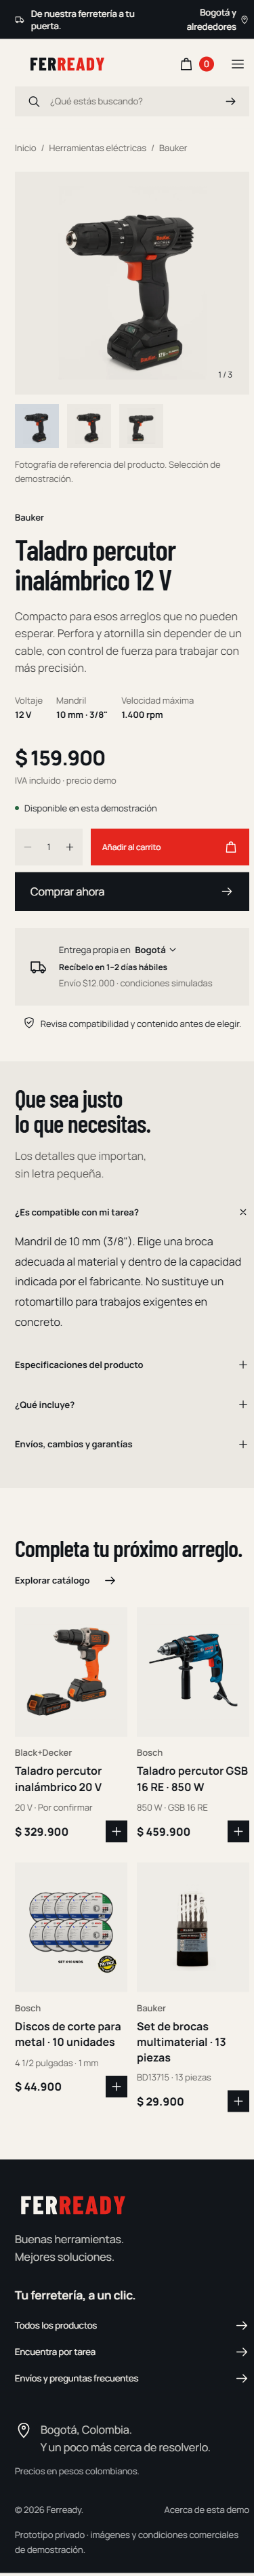 De nuestra ferretería a tu
puerta.
Bogotá y
alrededores
FERREADY
0
¿Qué estás buscando?
Inicio / Herramientas eléctricas / Bauker
1 / 3
Fotografía de referencia del producto. Selección de
demostración.
Bauker
Taladro percutor
inalámbrico 12 V
Compacto para esos arreglos que no pueden
esperar. Perfora y atornilla sin depender de un
cable, con control de fuerza para trabajar con
más precisión.
Voltaje Mandril Velocidad máxima
12 V 10 mm · 3/8" 1.400 rpm
$ 159.900
IVA incluido · precio demo
Disponible en esta demostración
— 1 + Añadir al carrito
Comprar ahora
Entrega propia en Bogotá
Recíbelo en 1–2 días hábiles
Envío $12.000 · condiciones simuladas
Revisa compatibilidad y contenido antes de elegir.
Que sea justo
lo que necesitas.
Los detalles que importan,
sin letra pequeña.
¿Es compatible con mi tarea?
Mandril de 10 mm (3/8"). Elige una broca
adecuada al material y dentro de la capacidad
indicada por el fabricante. No sustituye un
rotomartillo para trabajos exigentes en
concreto.
Especificaciones del producto
¿Qué incluye?
Envíos, cambios y garantías
Completa tu próximo arreglo.
Explorar catálogo
Black+Decker
Taladro percutor
inalámbrico 20 V
20 V · Por confirmar
$ 329.900
Bosch
Taladro percutor GSB
16 RE · 850 W
850 W · GSB 16 RE
$ 459.900
Bosch
Discos de corte para
metal · 10 unidades
4 1/2 pulgadas · 1 mm
$ 44.900
Bauker
Set de brocas
multimaterial · 13
piezas
BD13715 · 13 piezas
$ 29.900
FERREADY
Buenas herramientas.
Mejores soluciones.
Tu ferretería, a un clic.
Todos los productos
Encuentra por tarea
Envíos y preguntas frecuentes
Bogotá, Colombia.
Y un poco más cerca de resolverlo.
Precios en pesos colombianos.
© 2026 Ferready. Acerca de esta demo
Prototipo privado · imágenes y condiciones comerciales
de demostración.